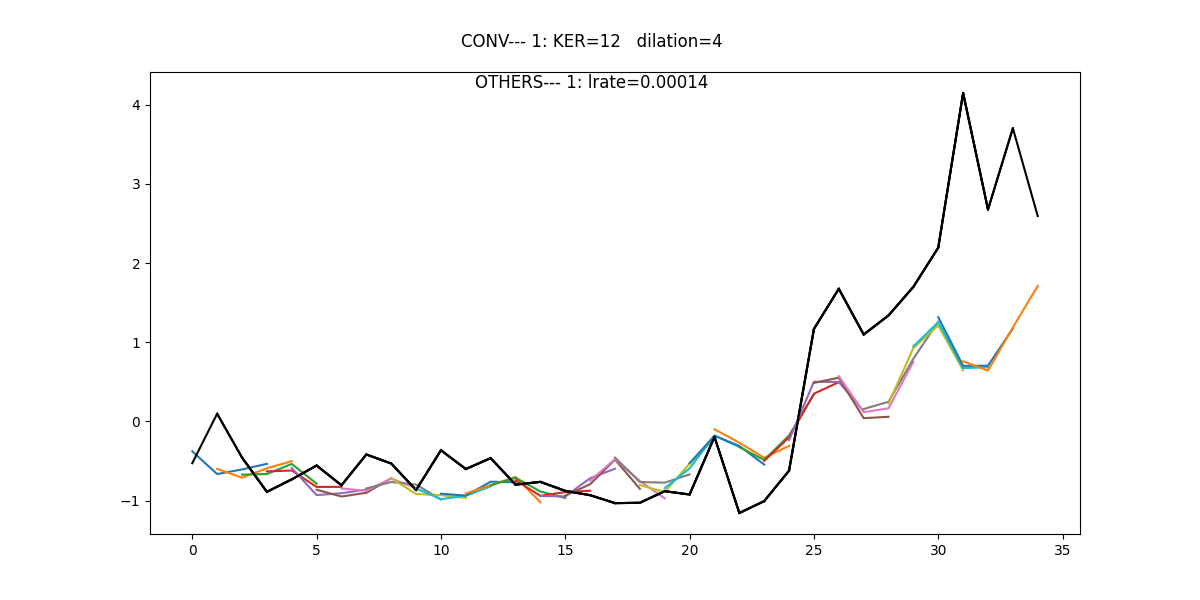 CONV--- 1: KER=12   dilation=4
OTHERS--- 1: lrate=0.00014
4
3
2
1
0
−1
0 5 10 15 20 25 30 35